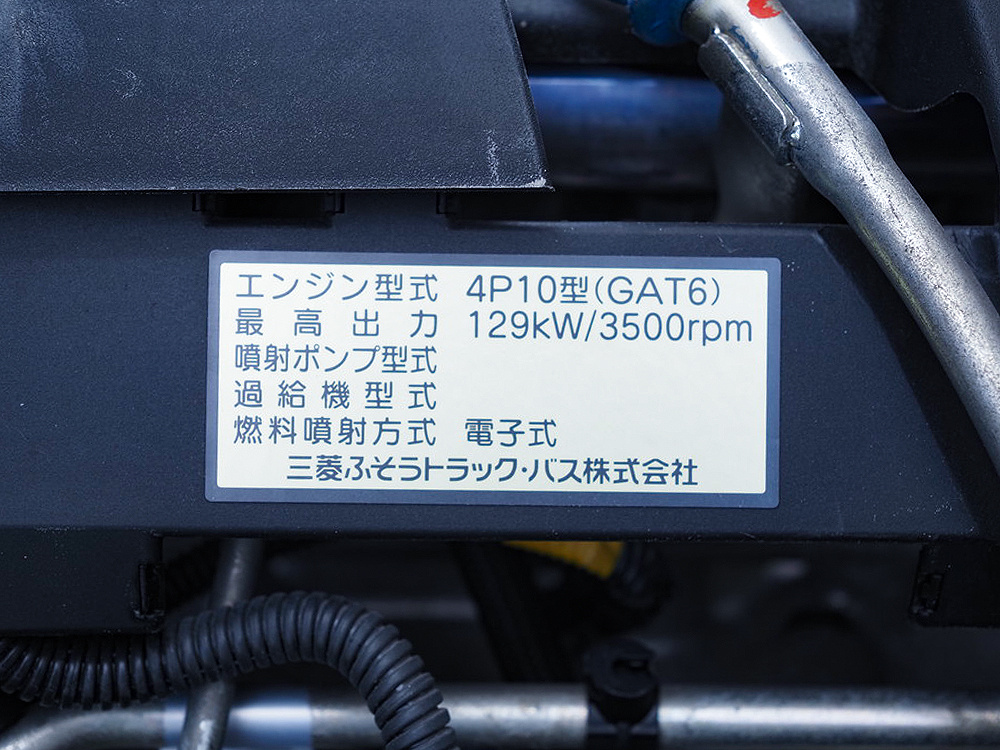 エンジン型式 4P10型(GAT6)
最高出力 129kW/3500rpm
噴射ポンプ型式
過給機型式
燃料噴射方式 電子式
三菱ふそうトラック・バス株式会社